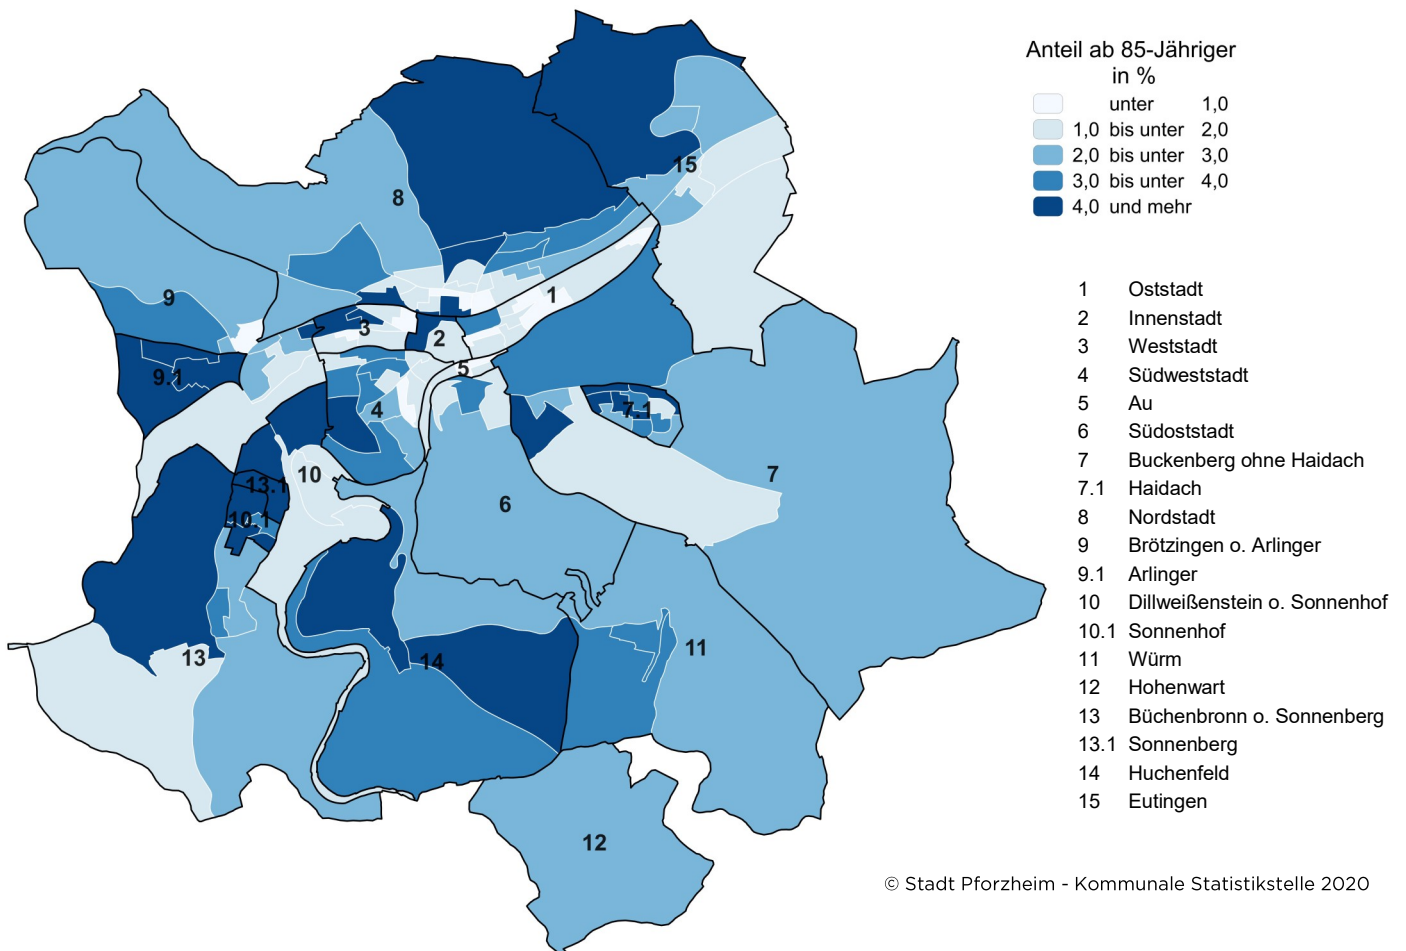 Anteil ab 85-Jähriger
in %
unter 1,0
1,0 bis unter 2,0
2,0 bis unter 3,0
3,0 bis unter 4,0
4,0 und mehr
1 Oststadt
2 Innenstadt
3 Weststadt
4 Südweststadt
5 Au
6 Südoststadt
7 Buckenberg ohne Haidach
7.1 Haidach
8 Nordstadt
9 Brötzingen o. Arlinger
9.1 Arlinger
10 Dillweißenstein o. Sonnenhof
10.1 Sonnenhof
11 Würm
12 Hohenwart
13 Büchenbronn o. Sonnenberg
13.1 Sonnenberg
14 Huchenfeld
15 Eutingen
15
8
9
1
3
2
5
9.1
4
7.1
10
7
13.1
6
10.1
11
13
14
12
© Stadt Pforzheim - Kommunale Statistikstelle 2020